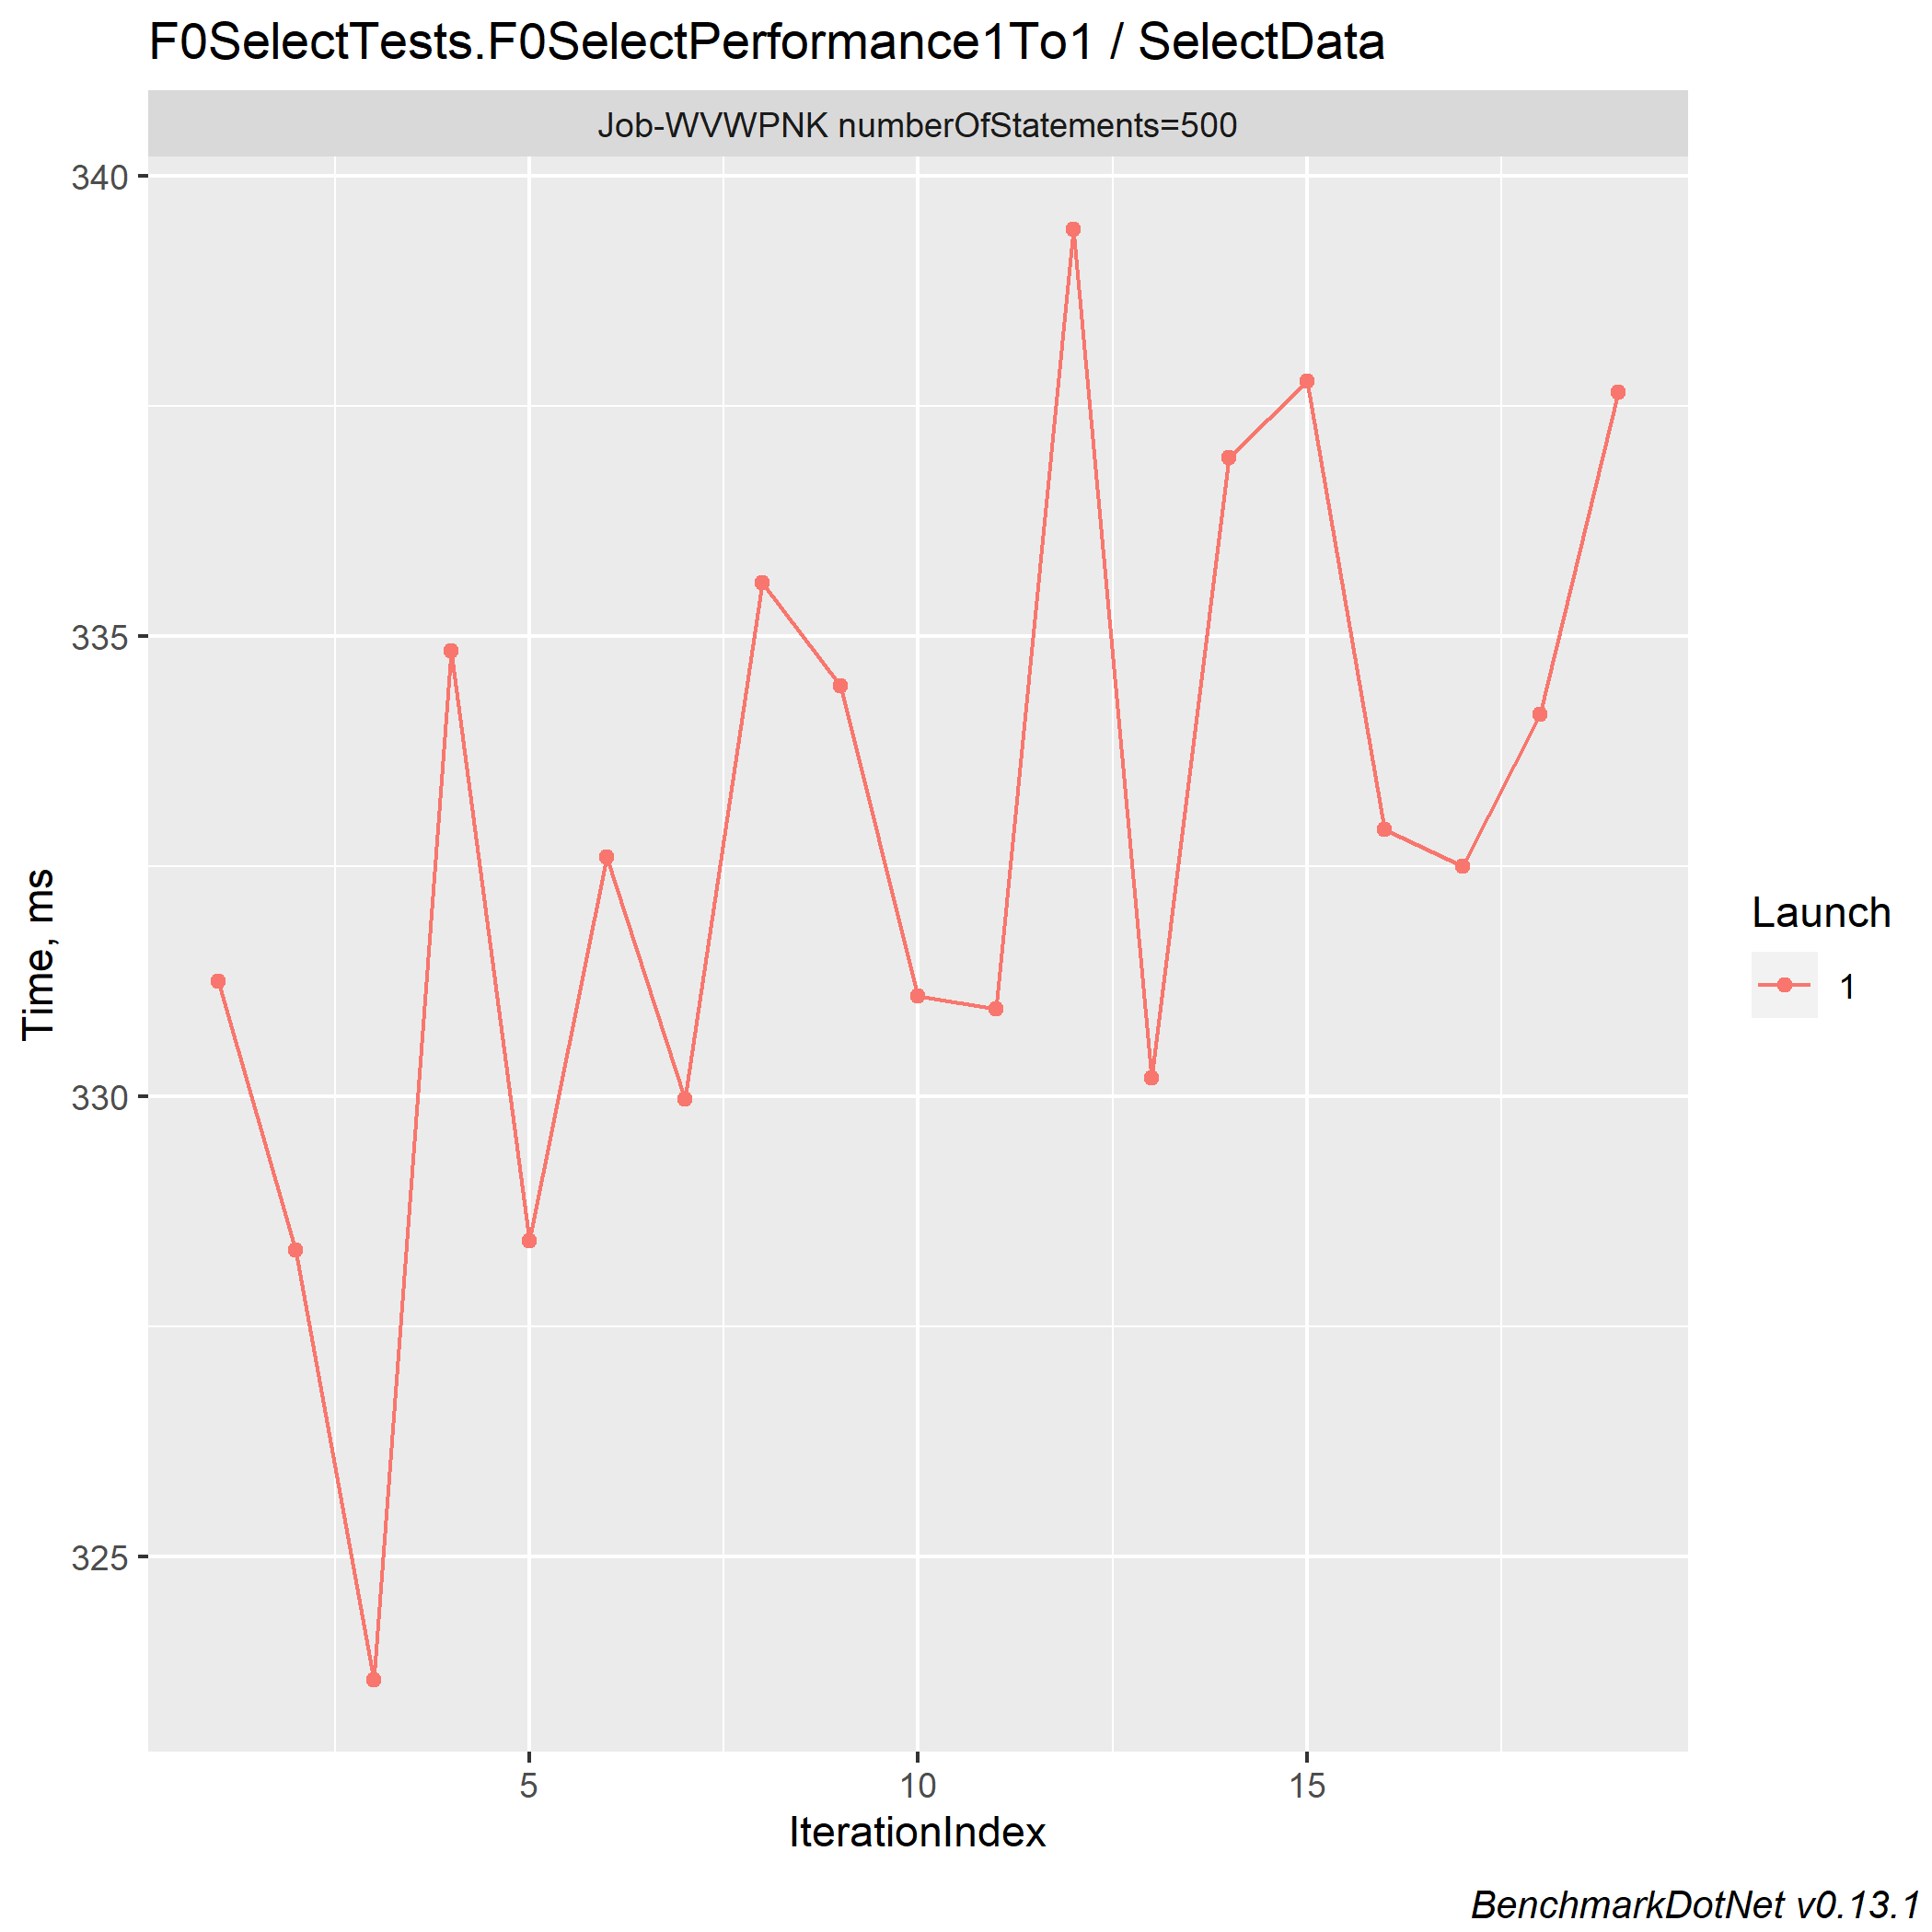 F0SelectTests.F0SelectPerformance1To1 / SelectData
Job-WVWPNK numberOfStatements=500
340
335
330
325
Time, ms
5
10
15
IterationIndex
Launch
1
BenchmarkDotNet v0.13.1